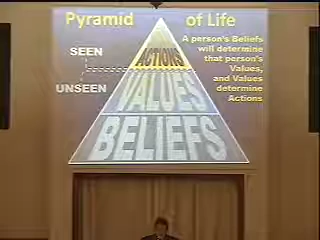 Pyramid of Life
SEEN
UNSEEN
ACTIONS
VALUES
BELIEFS
A person's Beliefs
will determine
that person's
Values,
and Values
determine
Actions